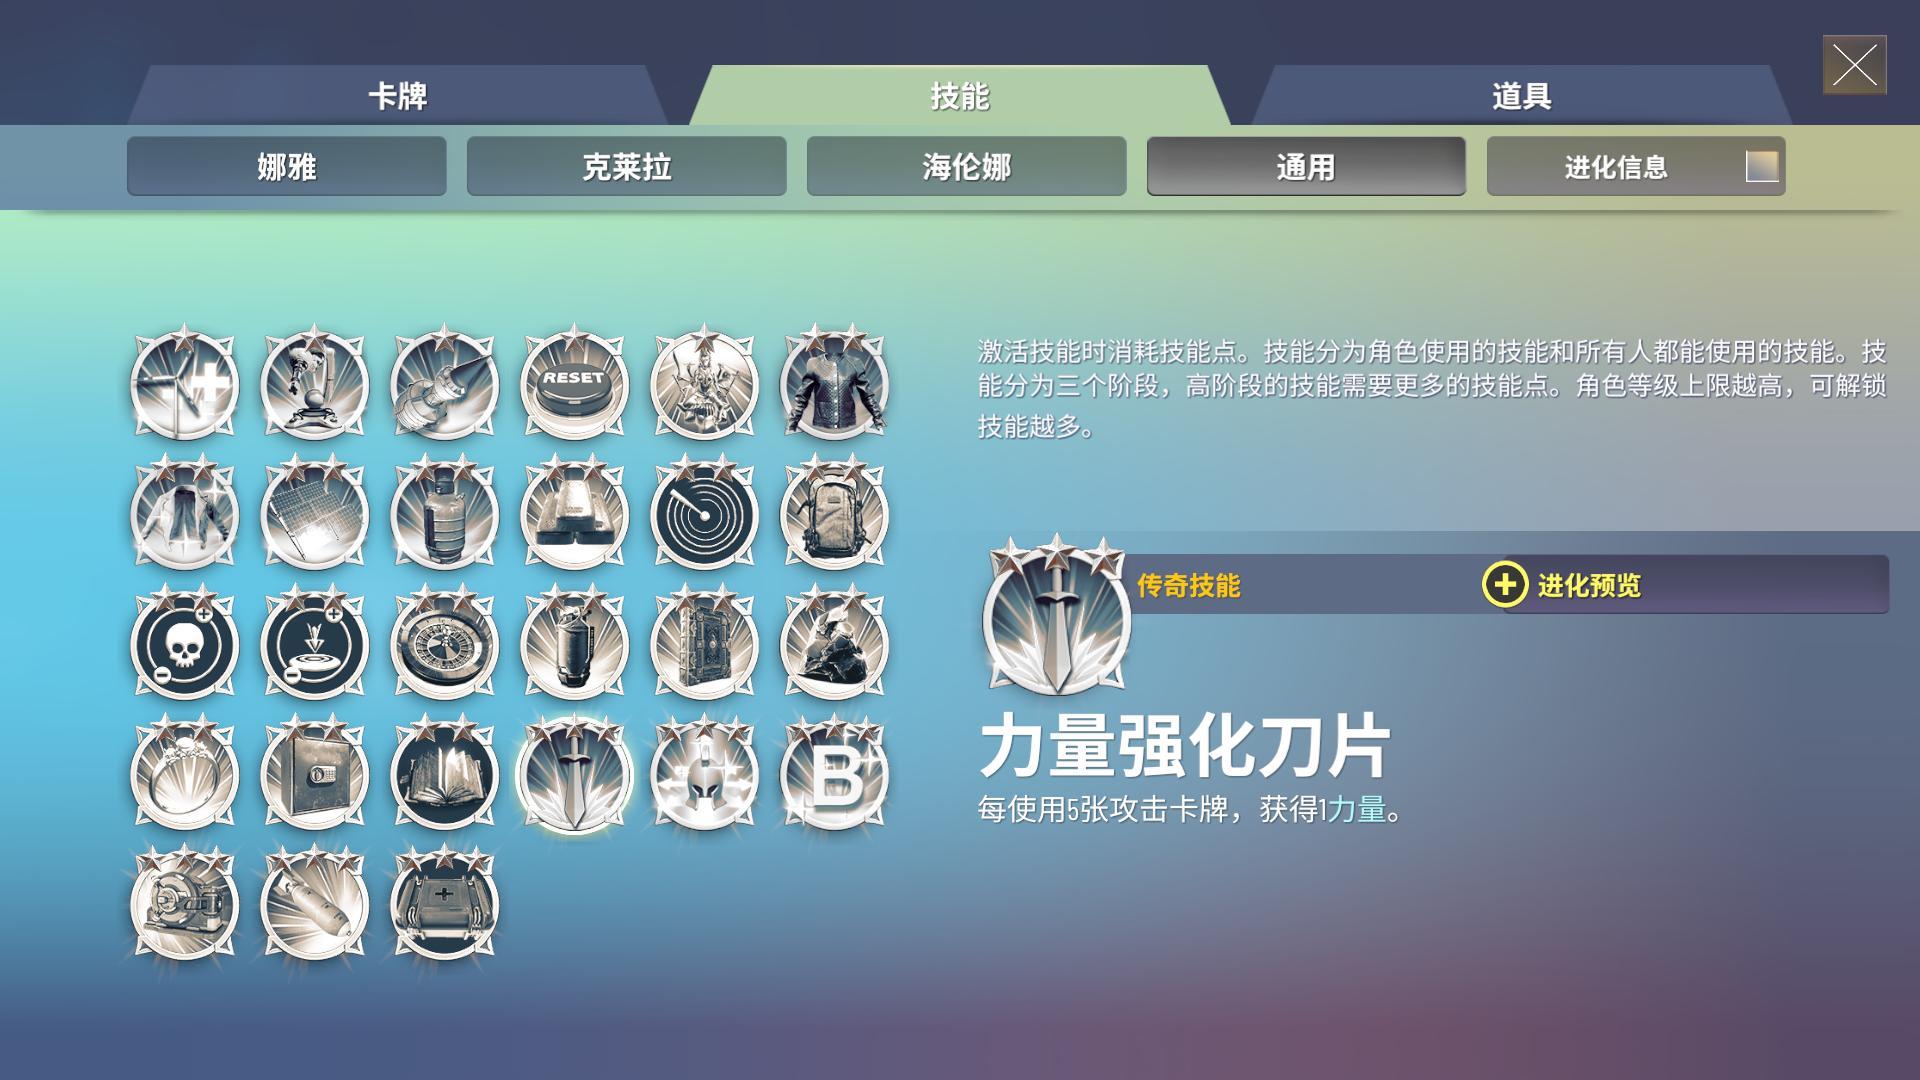 卡牌
技能
道具
娜雅
克莱拉
海伦娜
通用
进化信息
RESET
激活技能时消耗技能点。技能分为角色使用的技能和所有人都能使用的技能。技
能分为三个阶段，高阶段的技能需要更多的技能点。角色等级上限越高，可解锁
技能越多。
传奇技能
进化预览
力量强化刀片
每使用5张攻击卡牌，获得1力量。
B